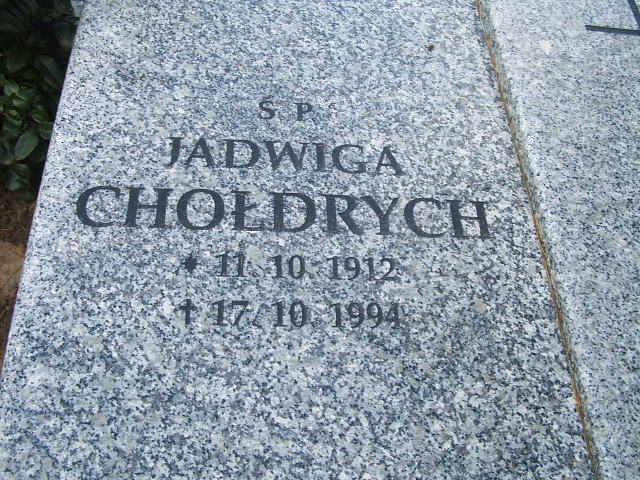 Ś P
JADWIGA
CHOŁDRYCH
* 11. 10. 1912
† 17. 10. 1994